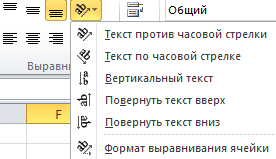 Общий
Текст против часовой стрелки
Текст по часовой стрелке
Вертикальный текст
Повернуть текст вверх
Повернуть текст вниз
Формат выравнивания ячейки
Выравн
F